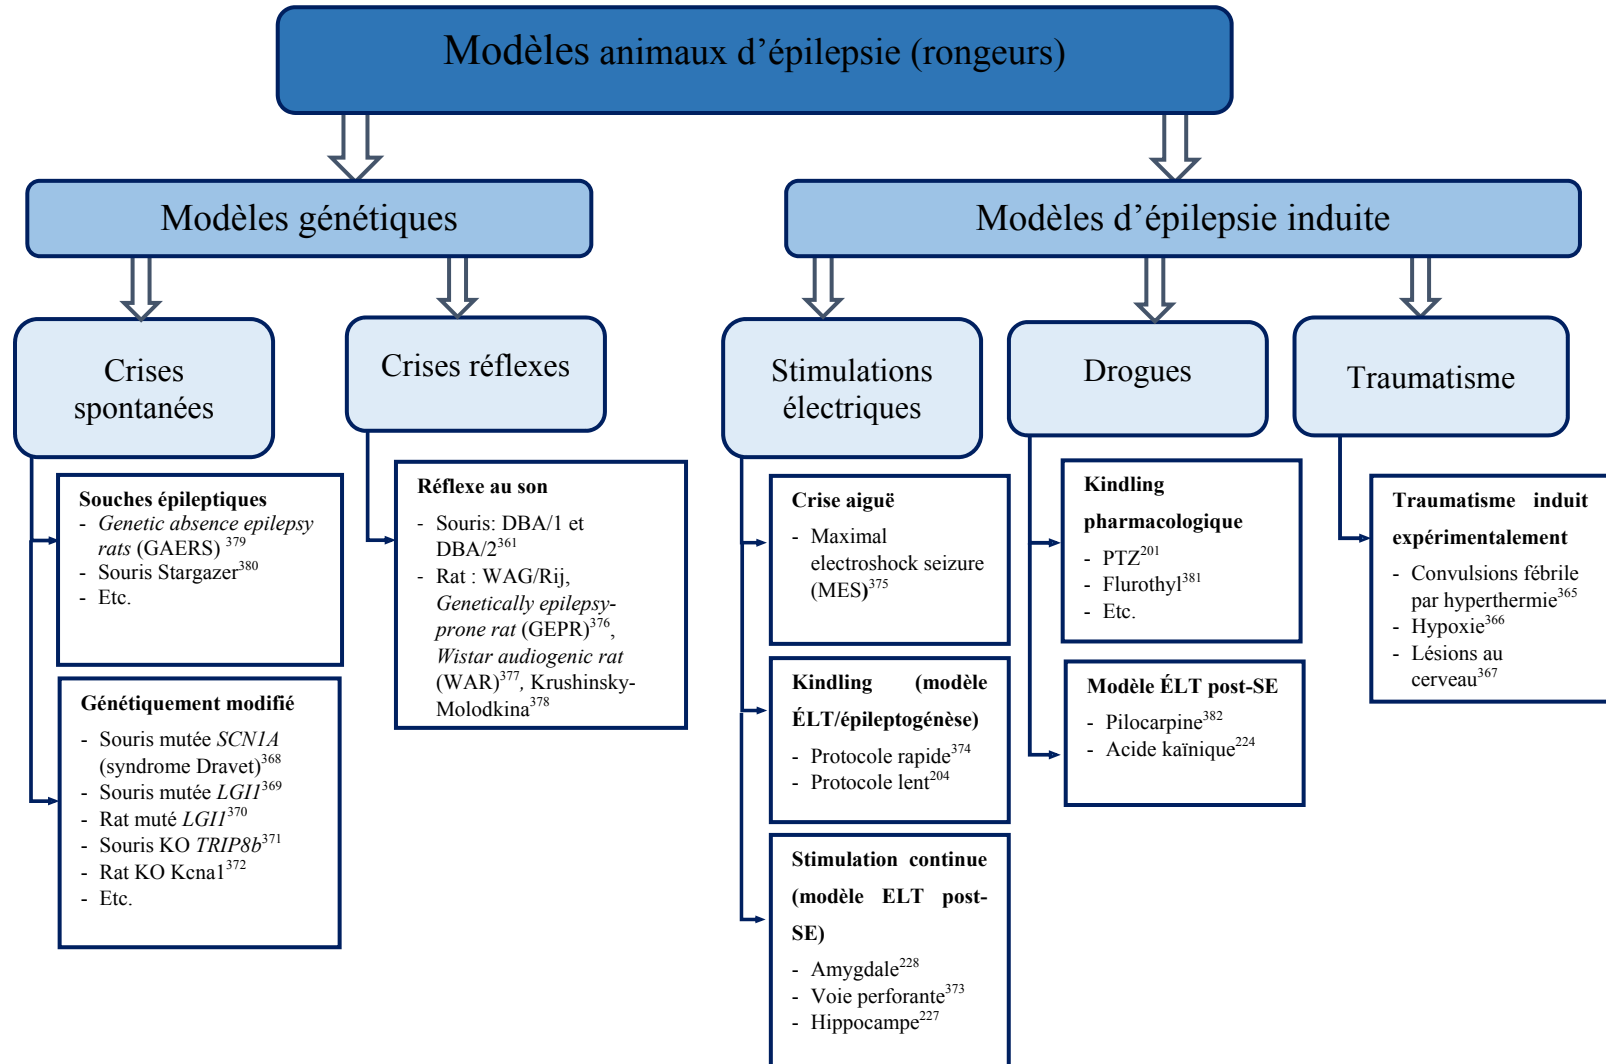 Modèles animaux d’épilepsie (rongeurs)
Modèles génétiques
Modèles d’épilepsie induite
Crises
spontanées
Crises réflexes
Stimulations
électriques
Drogues
Traumatisme
Souches épileptiques
- Genetic absence epilepsy
rats (GAERS) 379
- Souris Stargazer380
- Etc.
Génétiquement modifié
- Souris mutée SCN1A
(syndrome Dravet)368
- Souris mutée LGI1369
- Rat muté LGI1370
- Souris KO TRIP8b371
- Rat KO Kcna1372
- Etc.
Réflexe au son
- Souris: DBA/1 et
DBA/2361
- Rat : WAG/Rij,
Genetically epilepsy-
prone rat (GEPR)376,
Wistar audiogenic rat
(WAR)377, Krushinsky-
Molodkina378
Crise aiguë
- Maximal
electroshock seizure
(MES)375
Kindling (modèle
ÉLT/épileptogénèse)
- Protocole rapide374
- Protocole lent204
Stimulation continue
(modèle ELT post-
SE)
- Amygdale228
- Voie perforante373
- Hippocampe227
Kindling
pharmacologique
- PTZ201
- Flurothyl381
- Etc.
Modèle ÉLT post-SE
- Pilocarpine382
- Acide kaïnique224
Traumatisme induit
expérimentalement
- Convulsions fébrile
par hyperthermie365
- Hypoxie366
- Lésions au
cerveau367